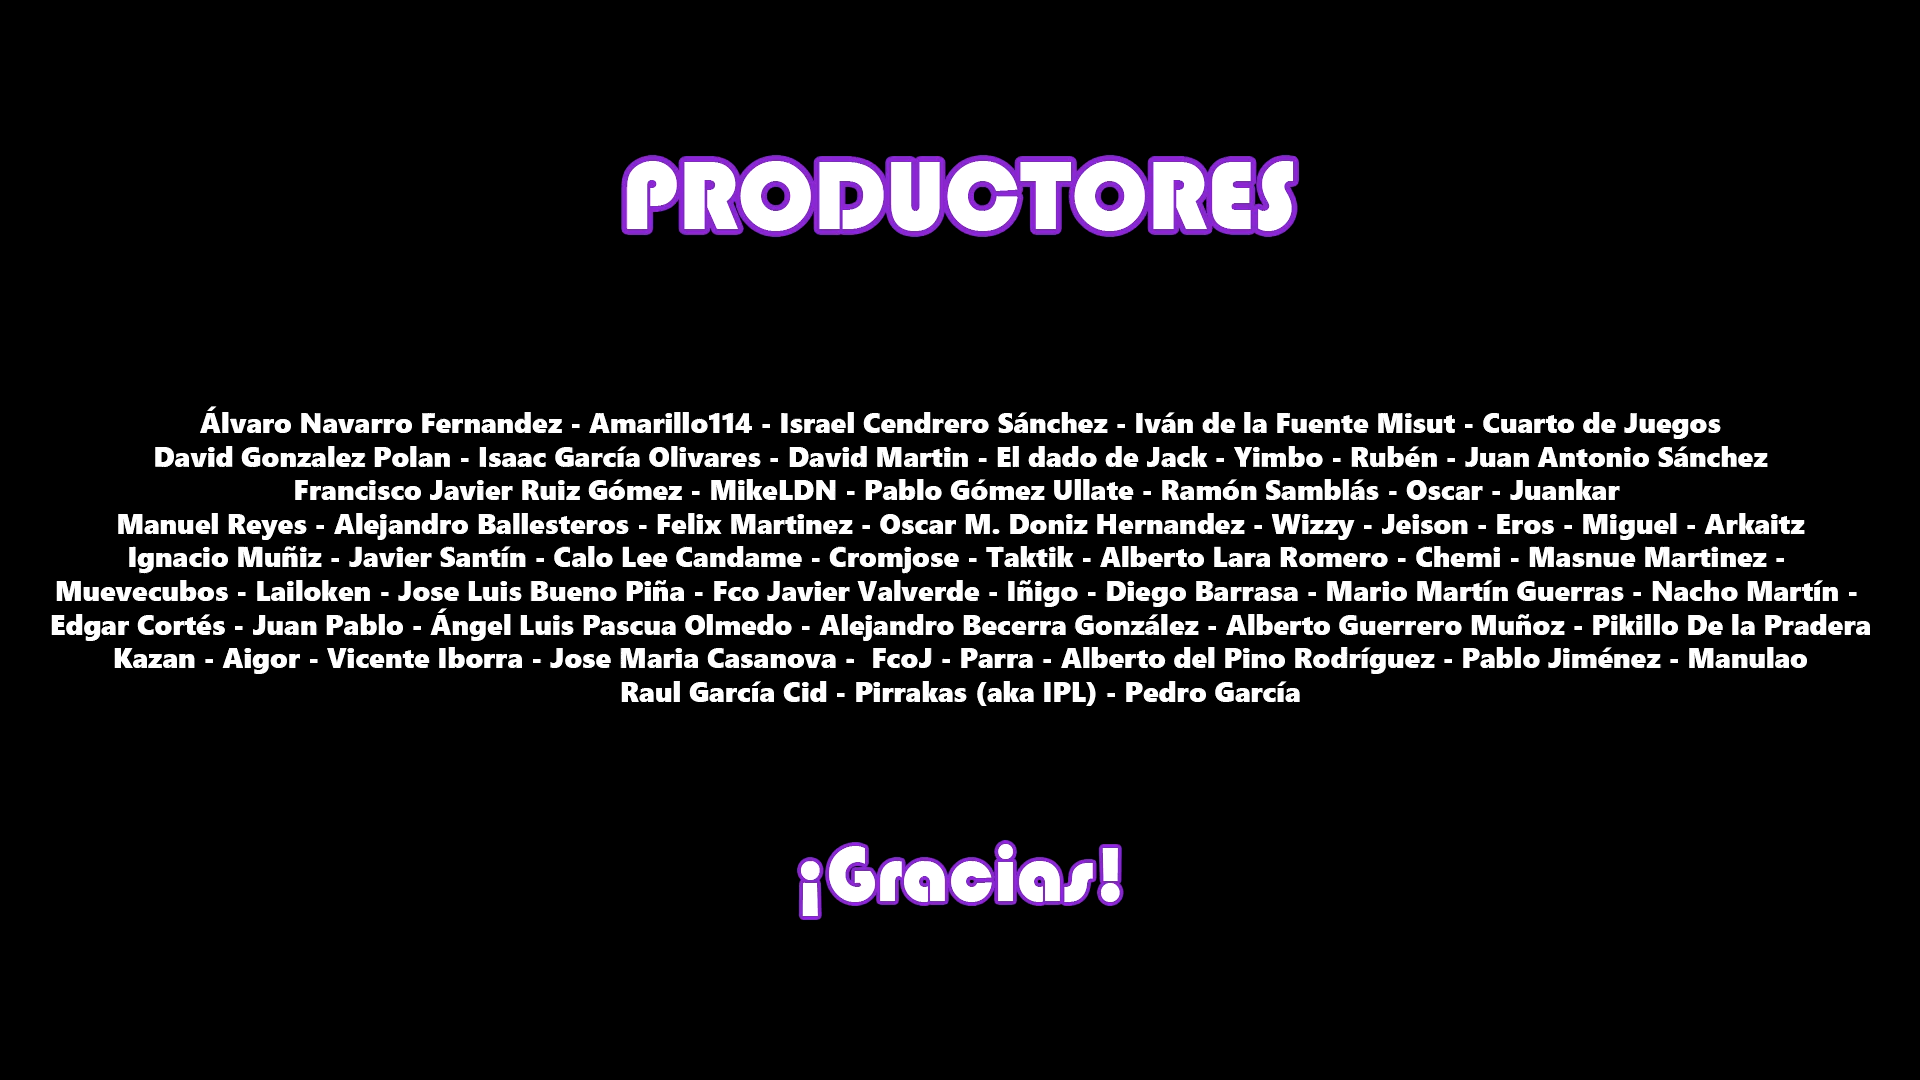 PRODUCTORES
Álvaro Navarro Fernandez - Amarillo114 - Israel Cendrero Sánchez - Iván de la Fuente Misut - Cuarto de Juegos
David Gonzalez Polan - Isaac García Olivares - David Martin - El dado de Jack - Yimbo - Rubén - Juan Antonio Sánchez
Francisco Javier Ruiz Gómez - MikeLDN - Pablo Gómez Ullate - Ramón Samblás - Oscar - Juankar
Manuel Reyes - Alejandro Ballesteros - Felix Martinez - Oscar M. Doniz Hernandez - Wizzy - Jeison - Eros - Miguel - Arkaitz
Ignacio Muñiz - Javier Santín - Calo Lee Candame - Cromjose - Taktik - Alberto Lara Romero - Chemi - Masnue Martinez -
Muevecubos - Lailoken - Jose Luis Bueno Piña - Fco Javier Valverde - Iñigo - Diego Barrasa - Mario Martín Guerras - Nacho Martín -
Edgar Cortés - Juan Pablo - Ángel Luis Pascua Olmedo - Alejandro Becerra González - Alberto Guerrero Muñoz - Pikillo De la Pradera
Kazan - Aigor - Vicente Iborra - Jose Maria Casanova -  FcoJ - Parra - Alberto del Pino Rodríguez - Pablo Jiménez - Manulao
Raul García Cid - Pirrakas (aka IPL) - Pedro García
¡Gracias!